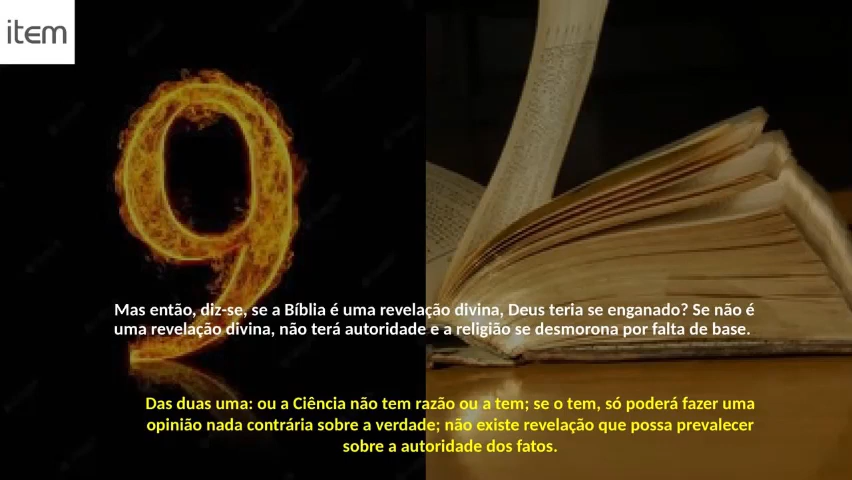 item
9
Mas então, diz-se, se a Bíblia é uma revelação divina, Deus teria se enganado? Se não é
uma revelação divina, não terá autoridade e a religião se desmorona por falta de base.
Das duas uma: ou a Ciência não tem razão ou a tem; se o tem, só poderá fazer uma
opinião nada contrária sobre a verdade; não existe revelação que possa prevalecer
sobre a autoridade dos fatos.